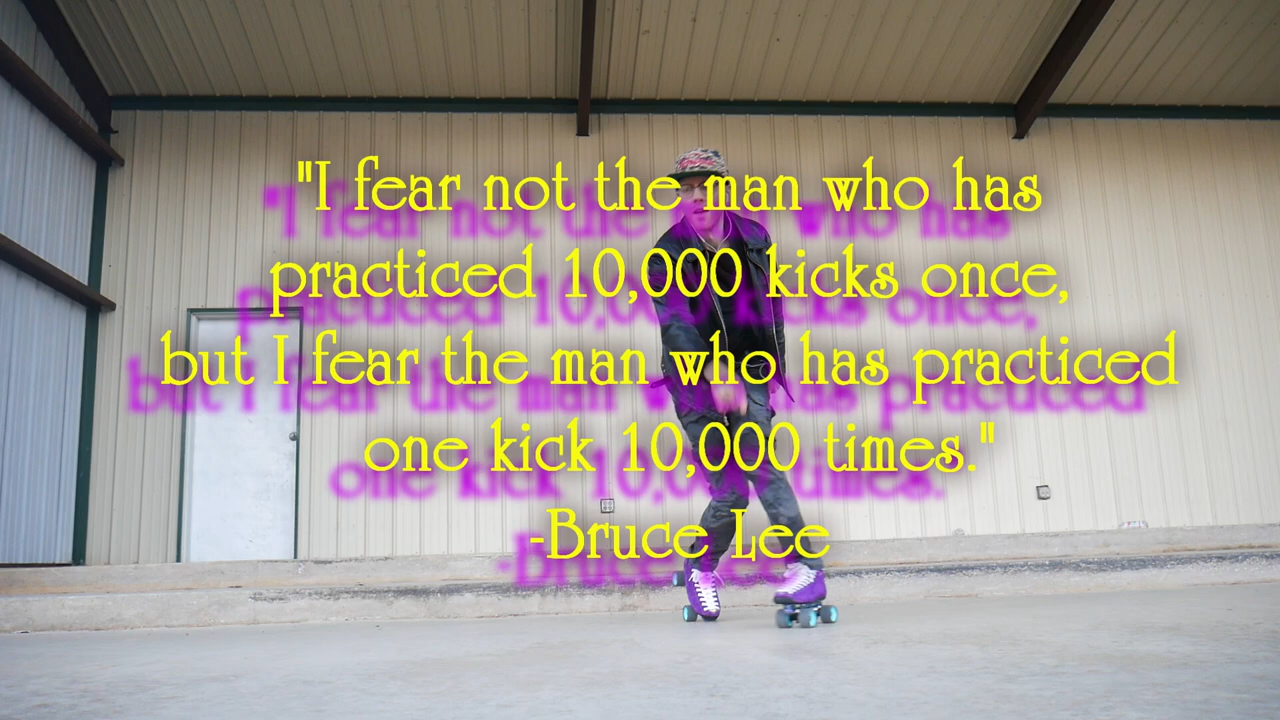 "I fear not the man who has
practiced 10,000 kicks once,
but I fear the man who has practiced
one kick 10,000 times."
-Bruce Lee